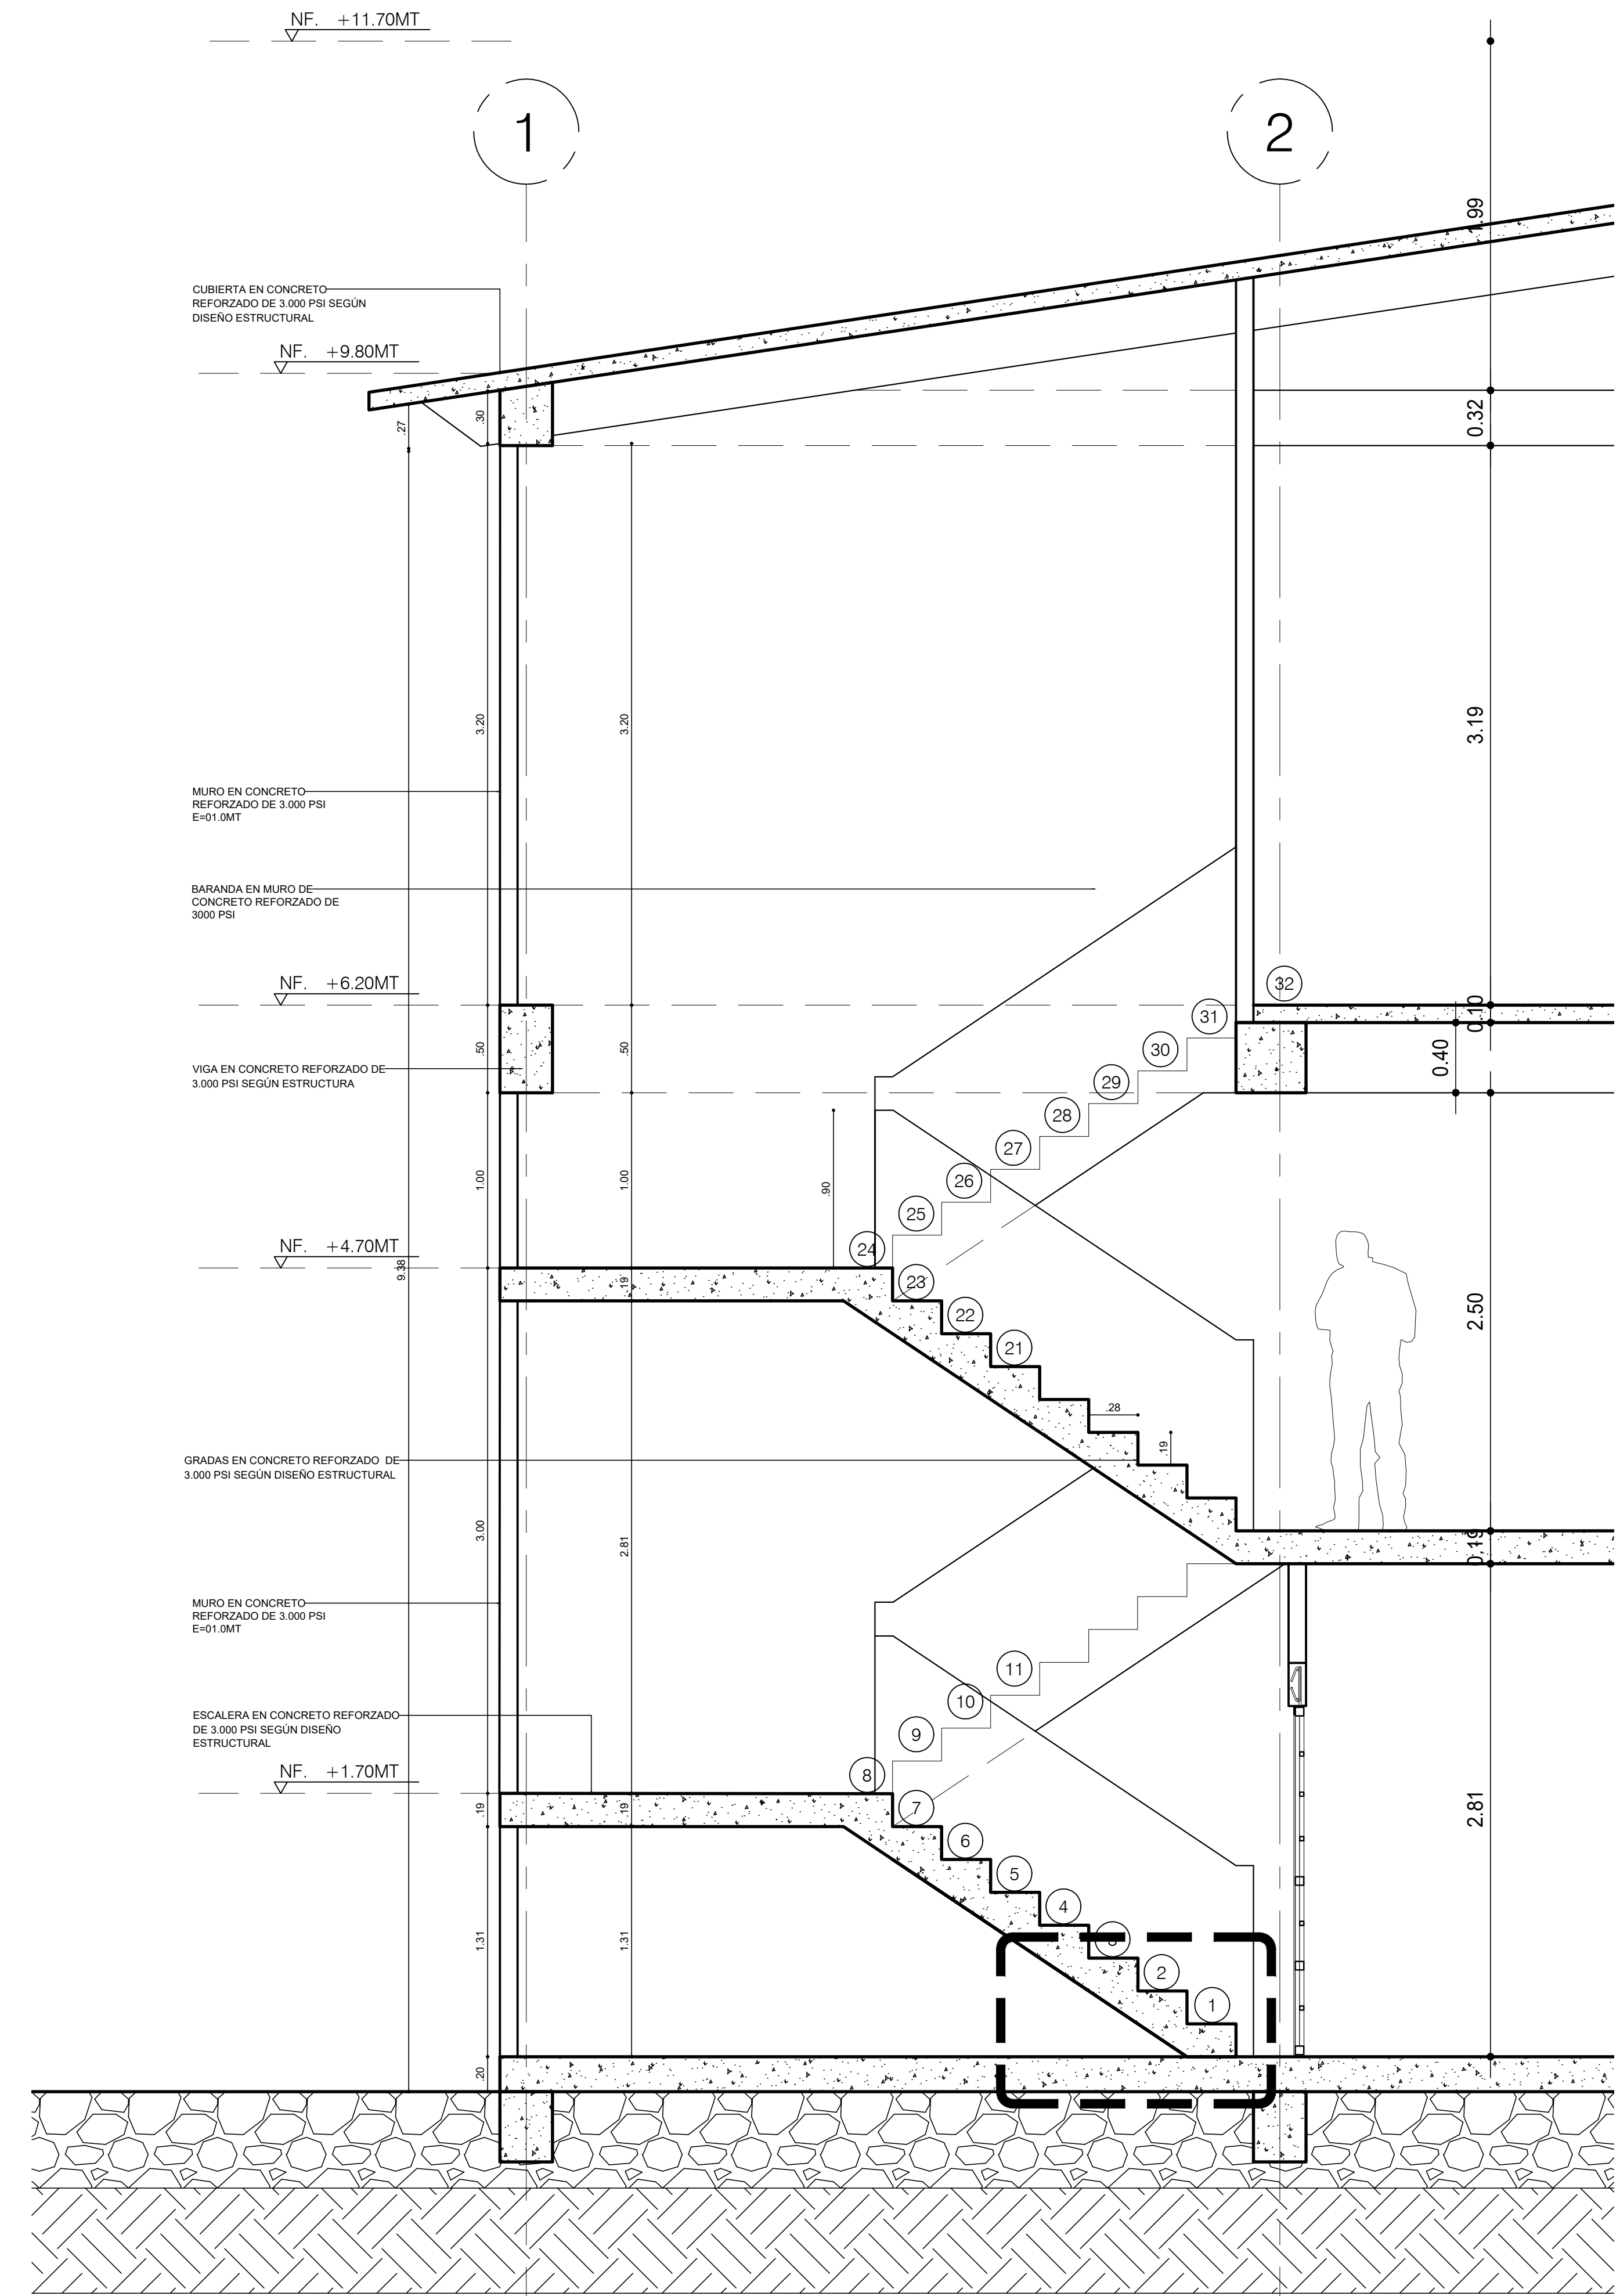 NF. +11.70MT
1
2
1.99
CUBIERTA EN CONCRETO
REFORZADO DE 3.000 PSI SEGÚN
DISEÑO ESTRUCTURAL
NF. +9.80MT
.27
.30
0.32
3.20
3.20
3.19
MURO EN CONCRETO
REFORZADO DE 3.000 PSI
E=01.0MT
BARANDA EN MURO DE
CONCRETO REFORZADO DE
3000 PSI
NF. +6.20MT
32
31
0.10
30
.50
.50
0.40
VIGA EN CONCRETO REFORZADO DE
3.000 PSI SEGÚN ESTRUCTURA
29
28
27
26
1.00
1.00
.90
25
NF. +4.70MT
24
9.38
.19
23
22
21
2.50
.28
.19
GRADAS EN CONCRETO REFORZADO DE
3.000 PSI SEGÚN DISEÑO ESTRUCTURAL
3.00
2.81
0.19
MURO EN CONCRETO
REFORZADO DE 3.000 PSI
E=01.0MT
11
10
9
ESCALERA EN CONCRETO REFORZADO
DE 3.000 PSI SEGÚN DISEÑO
ESTRUCTURAL
NF. +1.70MT
8
.19
.19
7
2.81
6
5
4
3
1.31
1.31
2
1
.20